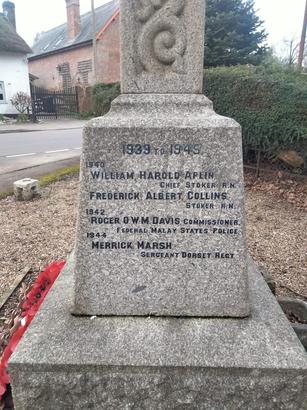 1939 TO 1945
1940
WILLIAM HAROLD APLIN
CHIEF STOKER R.N.
FREDERICK ALBERT COLLINS.
STOKER R.N.
1942
ROGER O.W.M. DAVIS COMMISSIONER.
FEDERAL MALAY STATES POLICE.
1944
MERRICK MARSH
SERGEANT DORSET REGT